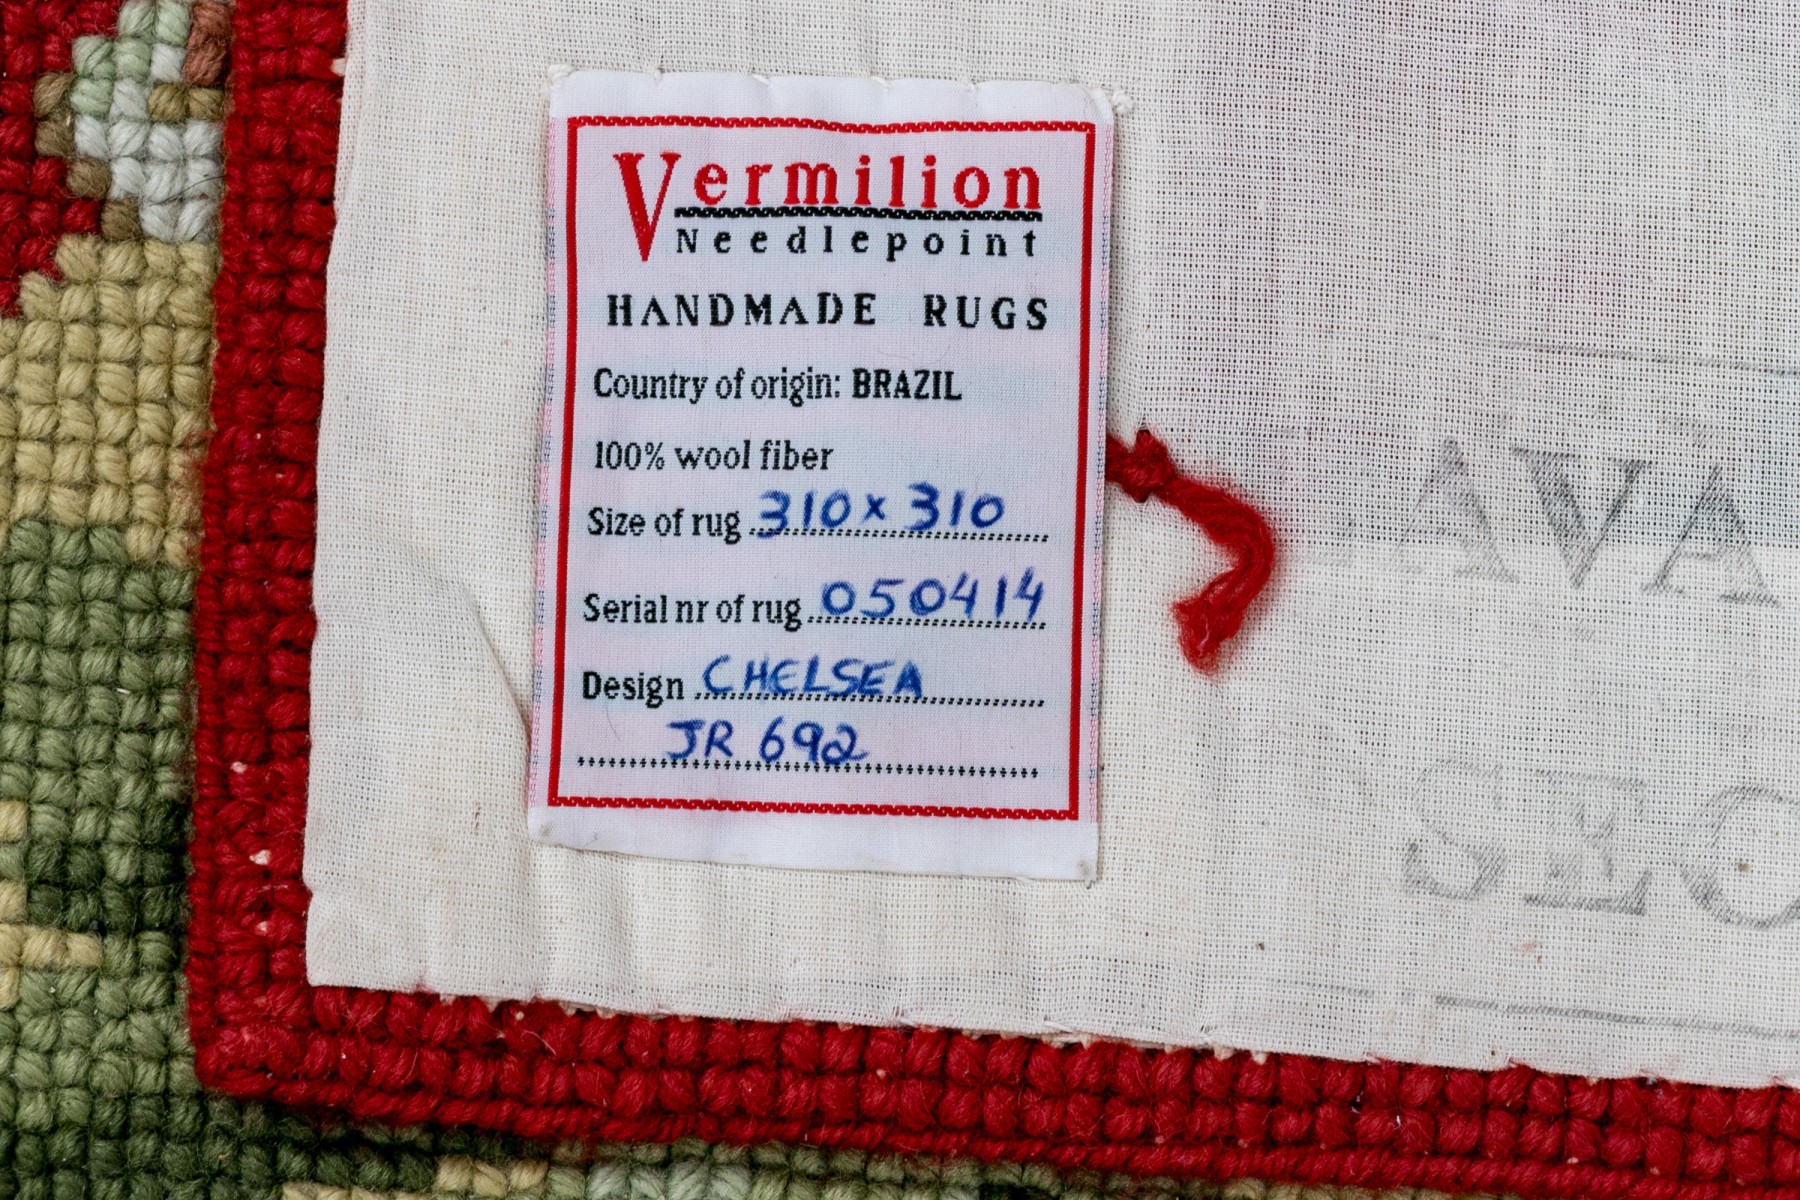 Vermilion
Needlepoint
HANDMADE RUGS
Country of origin: BRAZIL
100% wool fiber
Size of rug 310 x 310
Serial nr of rug 050414
Design CHELSEA
JR 692